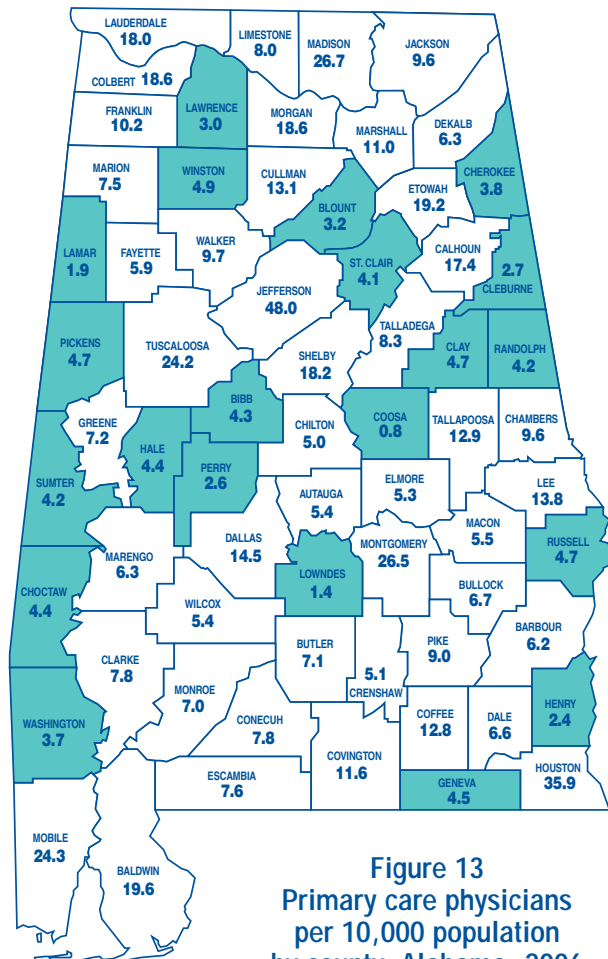 LAUDERDALE
18.0
LIMESTONE
8.0
MADISON
26.7
JACKSON
9.6
COLBERT 18.6
FRANKLIN
10.2
LAWRENCE
3.0
MORGAN
18.6
MARSHALL
11.0
DEKALB
6.3
MARION
7.5
WINSTON
4.9
CULLMAN
13.1
ETOWAH
19.2
CHEROKEE
3.8
BLOUNT
3.2
LAMAR
1.9
FAYETTE
5.9
WALKER
9.7
ST. CLAIR
4.1
CALHOUN
17.4
2.7
CLEBURNE
JEFFERSON
48.0
PICKENS
4.7
TUSCALOOSA
24.2
SHELBY
18.2
TALLADEGA
8.3
CLAY
4.7
RANDOLPH
4.2
BIBB
4.3
GREENE
7.2
HALE
4.4
PERRY
2.6
CHILTON
5.0
COOSA
0.8
TALLAPOOSA
12.9
CHAMBERS
9.6
SUMTER
4.2
AUTAUGA
5.4
ELMORE
5.3
LEE
13.8
MACON
5.5
RUSSELL
4.7
MARENGO
6.3
DALLAS
14.5
MONTGOMERY
26.5
LOWNDES
1.4
BULLOCK
6.7
CHOCTAW
4.4
WILCOX
5.4
BUTLER
7.1
5.1
CRENSHAW
PIKE
9.0
BARBOUR
6.2
CLARKE
7.8
MONROE
7.0
CONECUH
7.8
COFFEE
12.8
DALE
6.6
HENRY
2.4
WASHINGTON
3.7
COVINGTON
11.6
ESCAMBIA
7.6
GENEVA
4.5
HOUSTON
35.9
MOBILE
24.3
BALDWIN
19.6
Figure 13
Primary care physicians
per 10,000 population
by county, Alabama, 2006